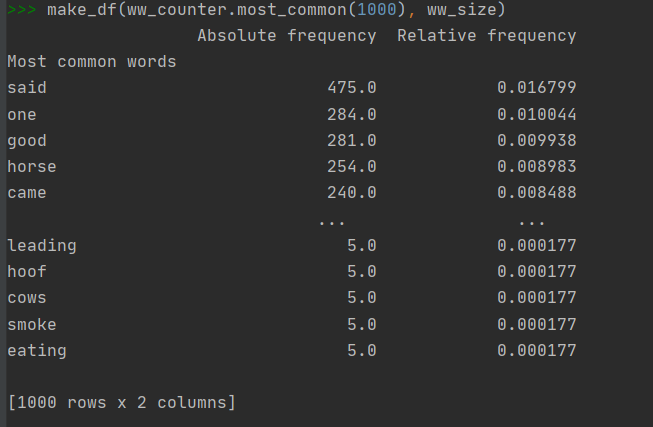 >>> make_df(ww_counter.most_common(1000), ww_size)
Absolute frequency  Relative frequency
Most common words
said 475.0 0.016799
one 284.0 0.010044
good 281.0 0.009938
horse 254.0 0.008983
came 240.0 0.008488
... ...
leading 5.0 0.000177
hoof 5.0 0.000177
cows 5.0 0.000177
smoke 5.0 0.000177
eating 5.0 0.000177
[1000 rows x 2 columns]